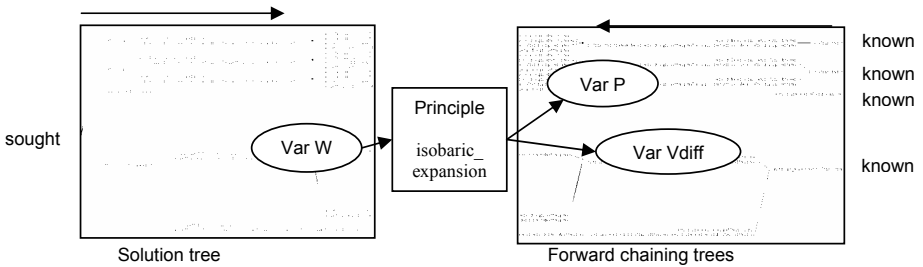 sought
Var W
Principle
isobaric_
expansion
Var P
Var Vdiff
known
known
known
known
Solution tree
Forward chaining trees